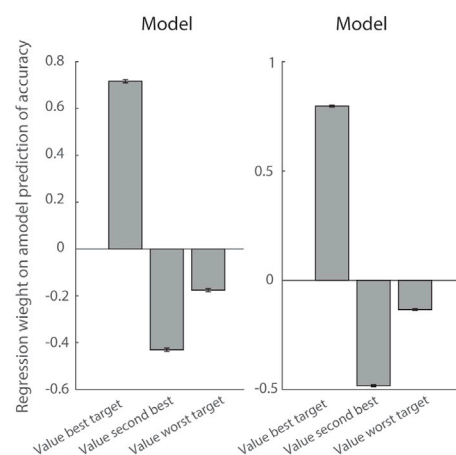 Model
Model
Regression wieght on amodel prediction of accuracy
0.8
0.6
0.4
0.2
0
-0.2
-0.4
-0.6
Value best target
Value second best
Value worst target
1
0.5
0
-0.5
Value best target
Value second best
Value worst target